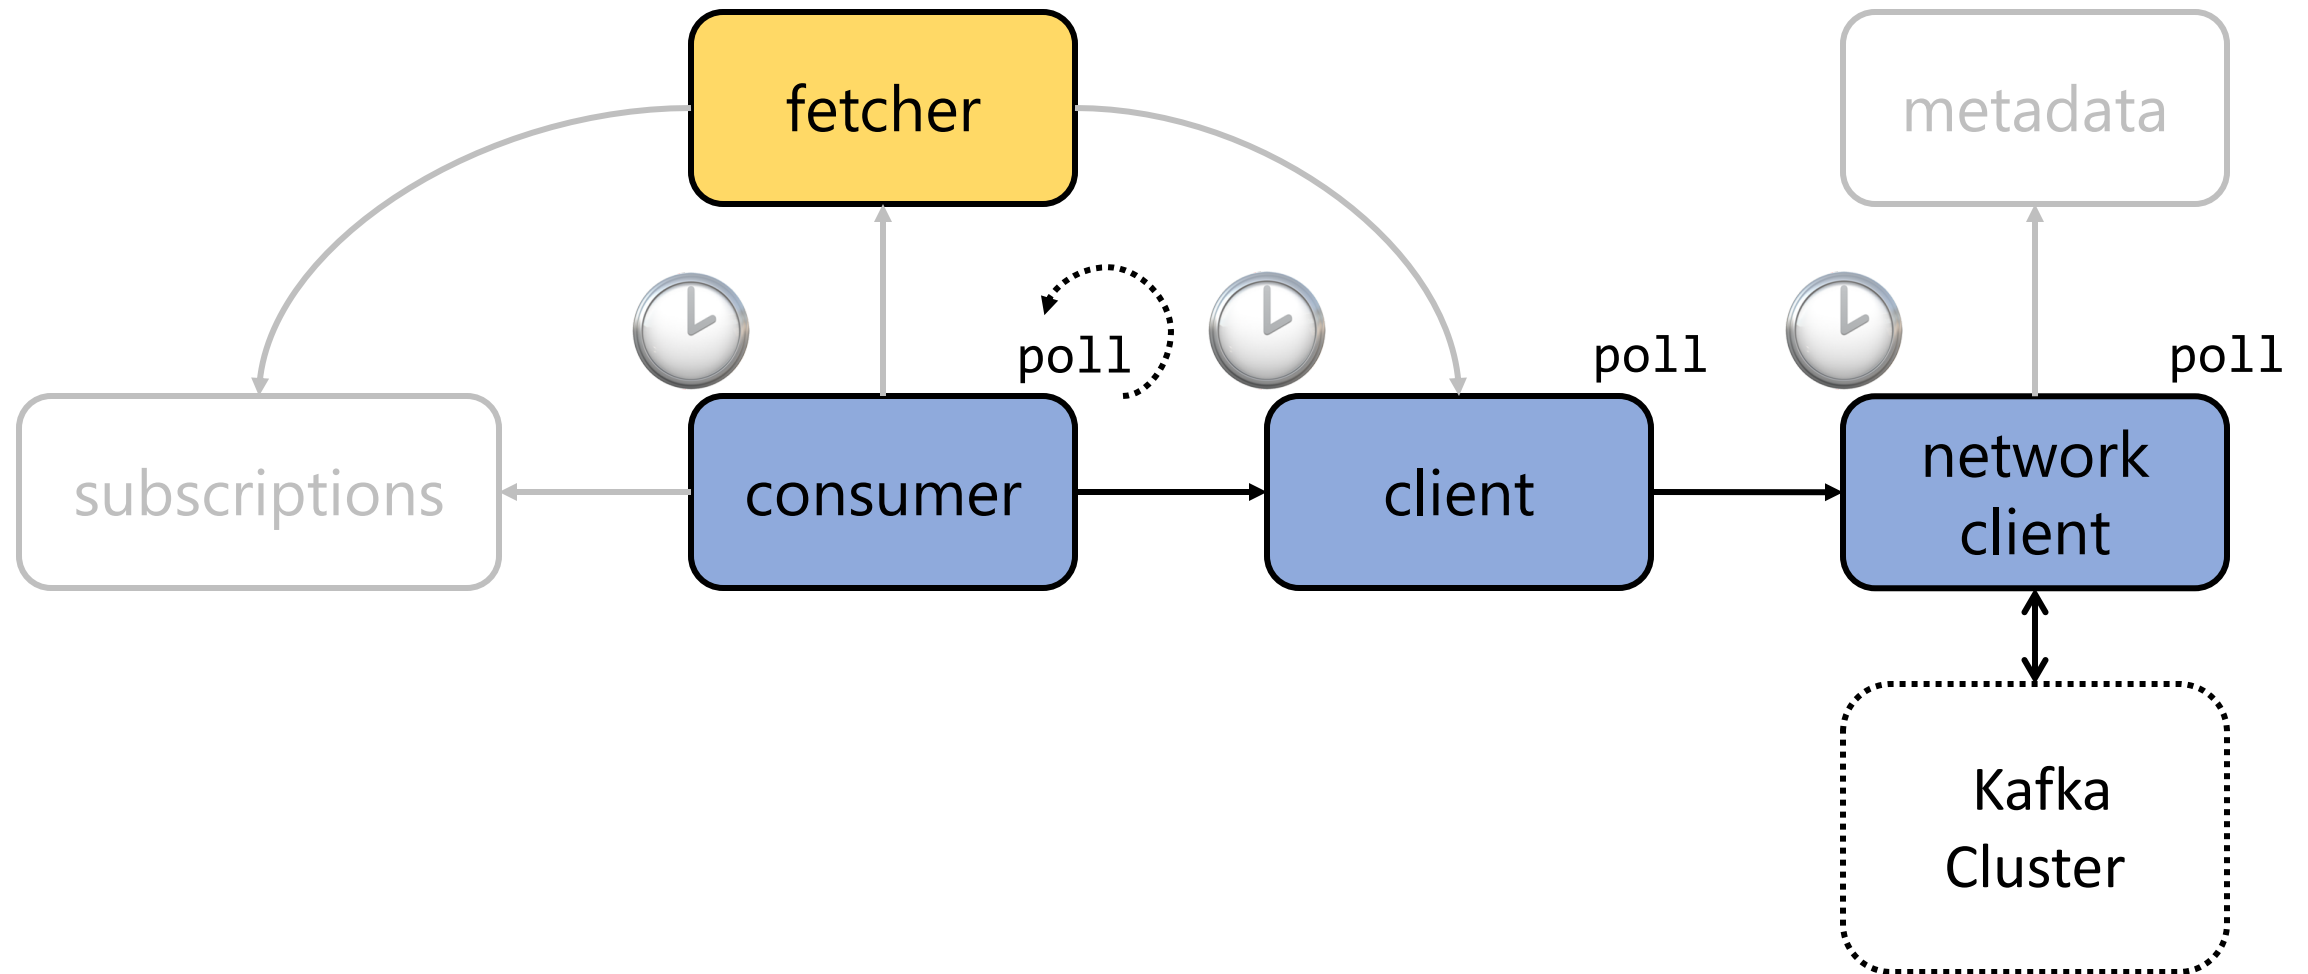 fetcher
metadata
poll
poll
poll
subscriptions
consumer
client
network
client
Kafka
Cluster